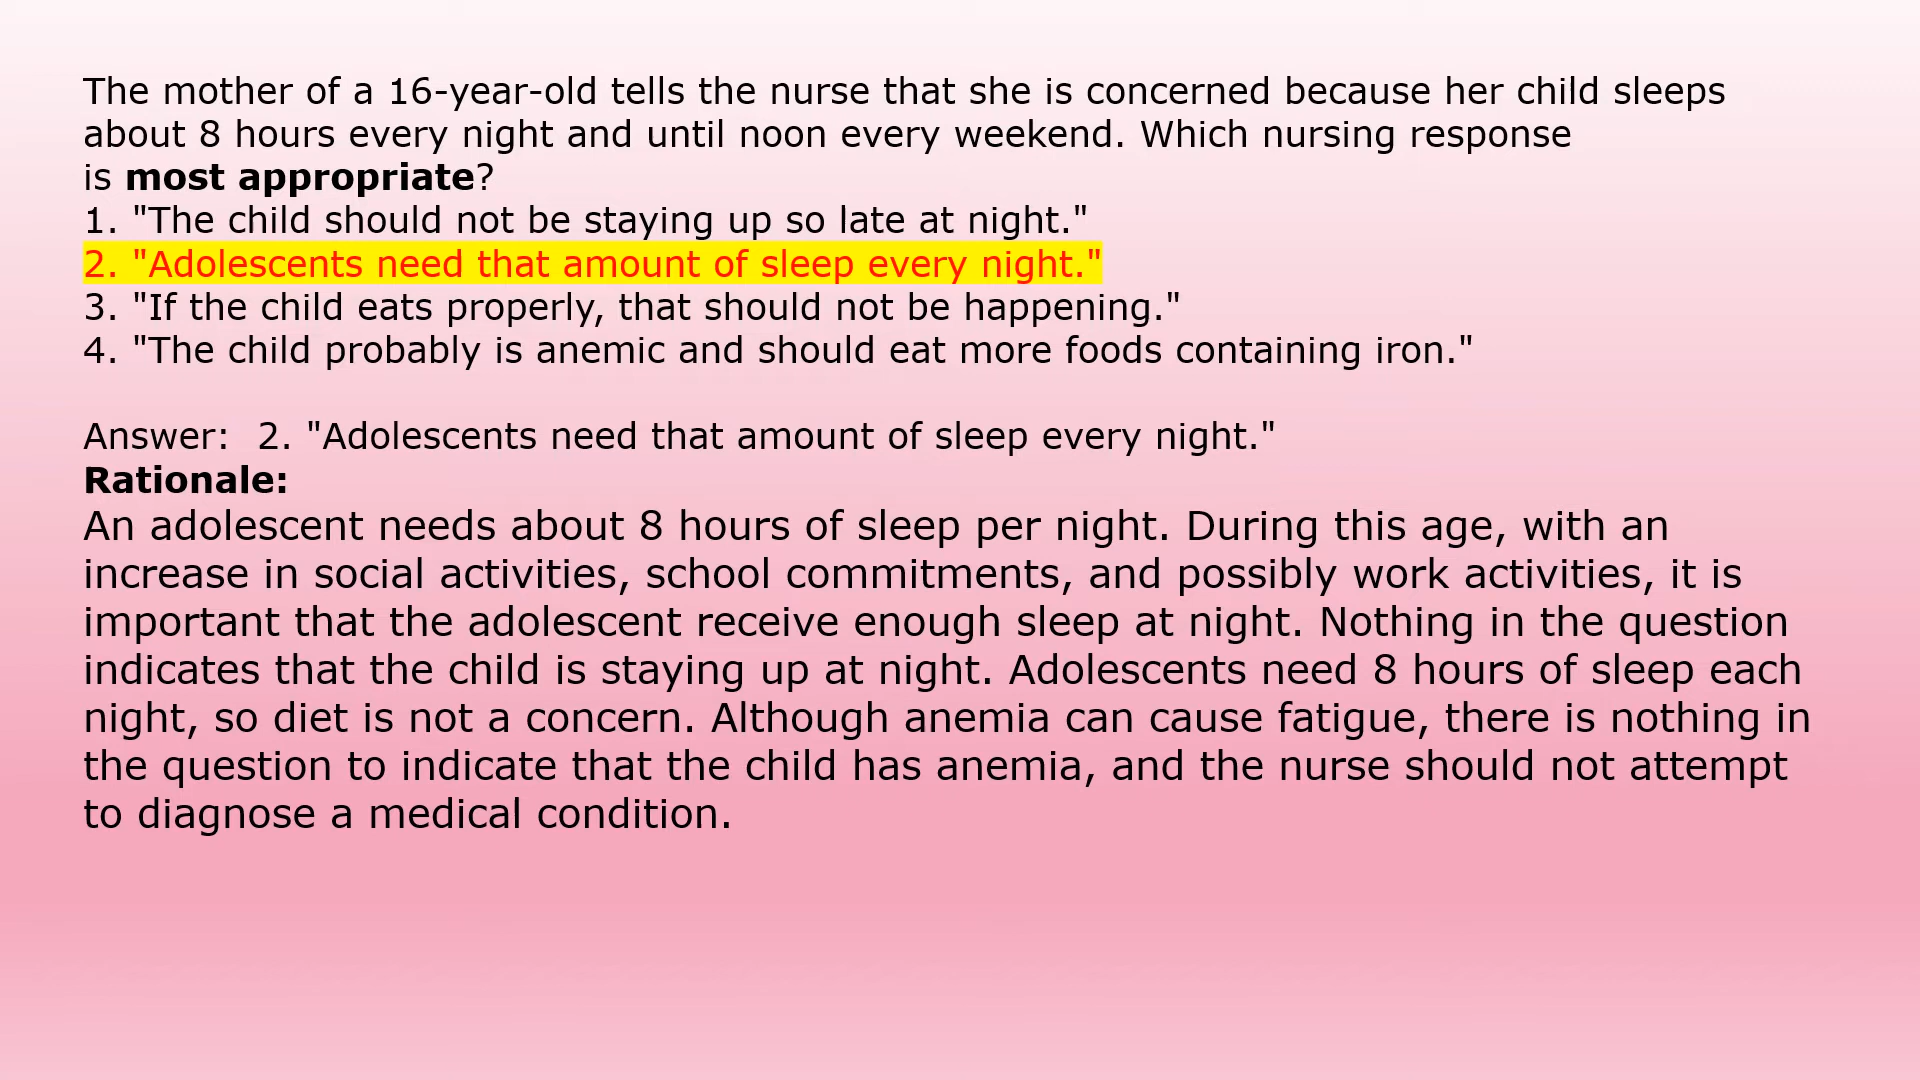 The mother of a 16-year-old tells the nurse that she is concerned because her child sleeps
about 8 hours every night and until noon every weekend. Which nursing response
is most appropriate?
1. "The child should not be staying up so late at night."
2. "Adolescents need that amount of sleep every night."
3. "If the child eats properly, that should not be happening."
4. "The child probably is anemic and should eat more foods containing iron."
Answer:  2. "Adolescents need that amount of sleep every night."
Rationale:
An adolescent needs about 8 hours of sleep per night. During this age, with an
increase in social activities, school commitments, and possibly work activities, it is
important that the adolescent receive enough sleep at night. Nothing in the question
indicates that the child is staying up at night. Adolescents need 8 hours of sleep each
night, so diet is not a concern. Although anemia can cause fatigue, there is nothing in
the question to indicate that the child has anemia, and the nurse should not attempt
to diagnose a medical condition.